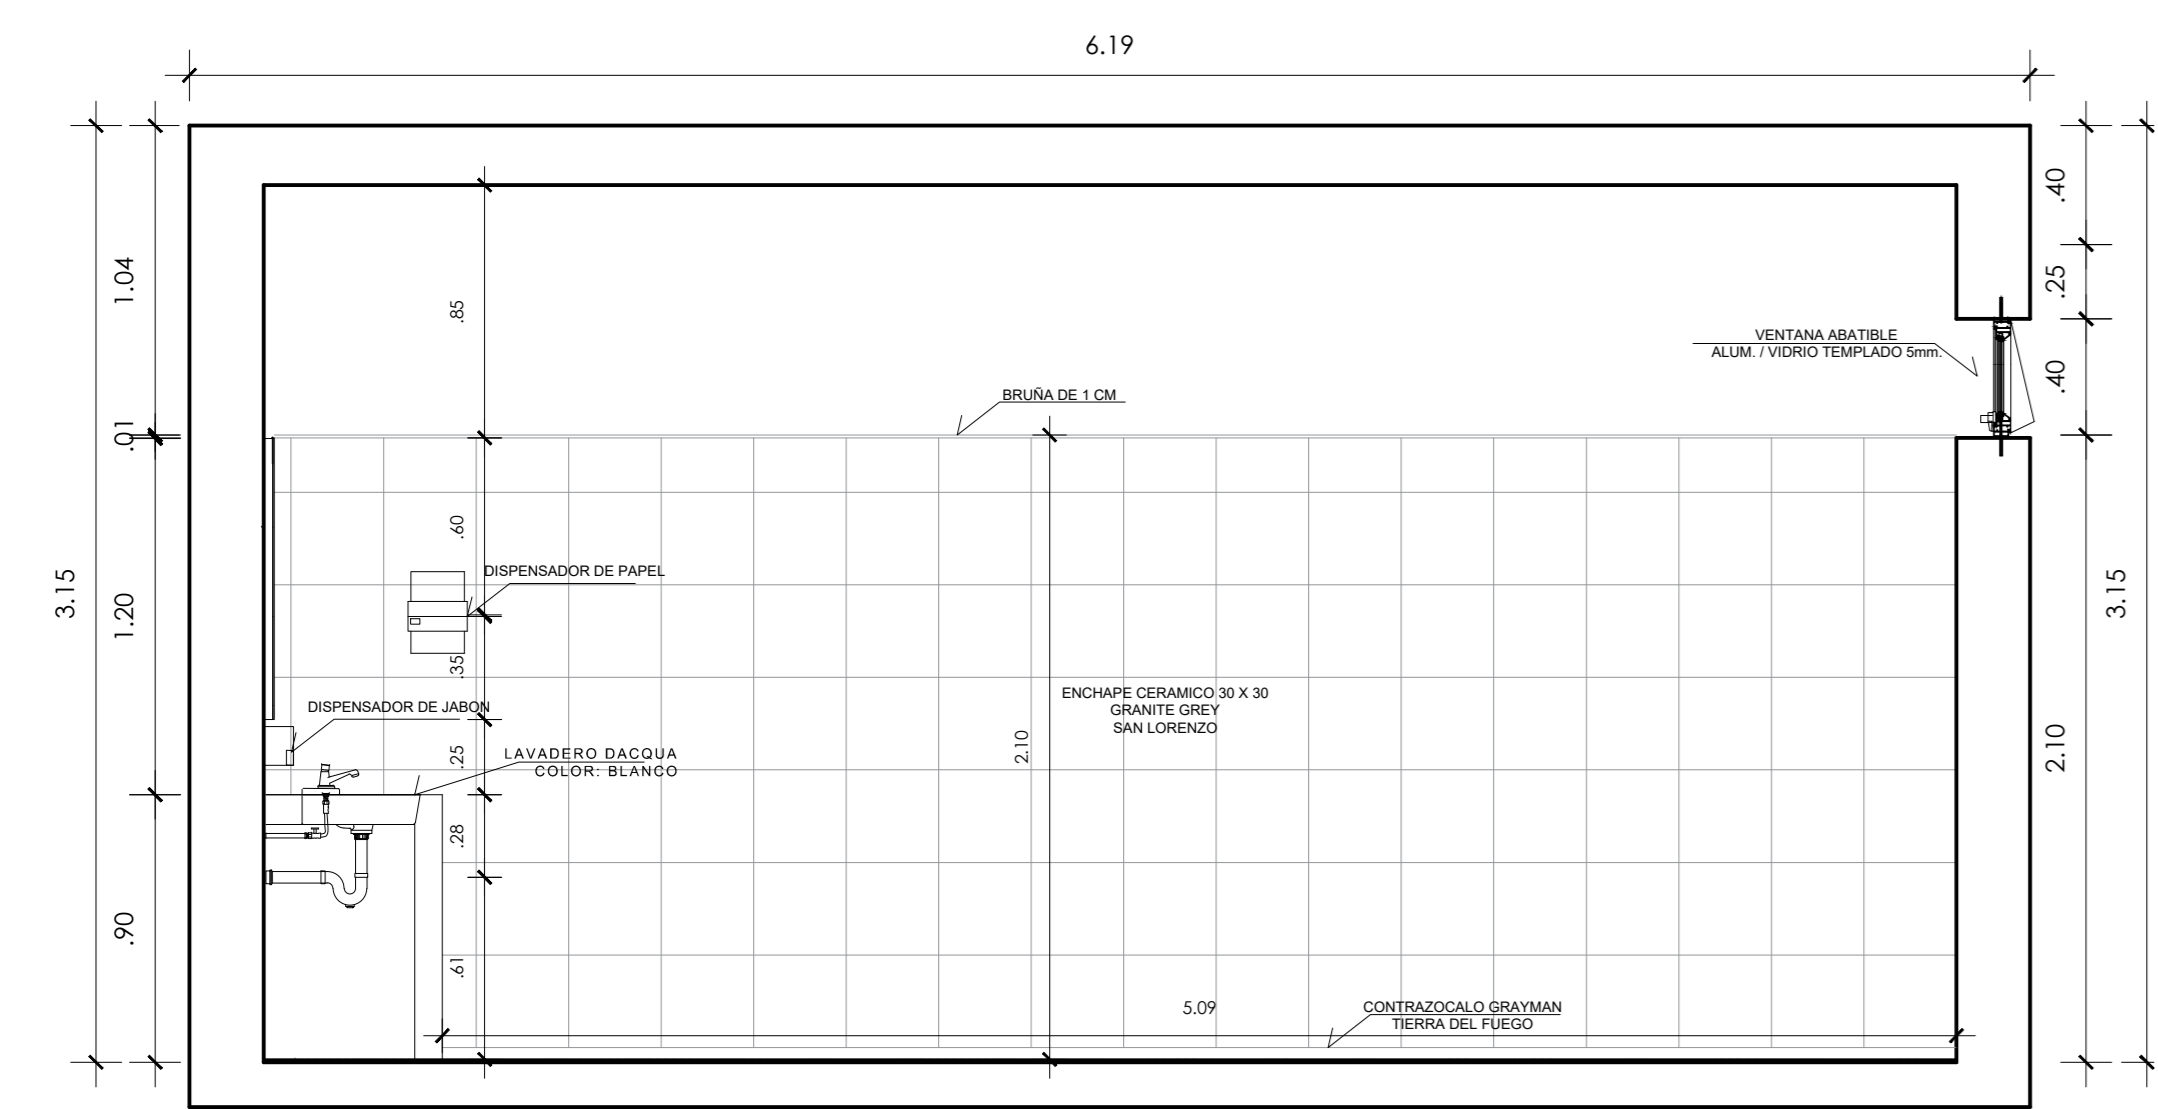 6.19
.40
1.04
.25
.85
VENTANA ABATIBLE
ALUM. / VIDRIO TEMPLADO 5mm.
.40
BRUÑA DE 1 CM
.01
.60
DISPENSADOR DE PAPEL
3.15
1.20
3.15
.35
ENCHAPE CERAMICO 30 X 30
GRANITE GREY
SAN LORENZO
DISPENSADOR DE JABON
2.10
2.10
LAVADERO DACQUA
COLOR: BLANCO
.25
.28
.90
.61
5.09
CONTRAZOCALO GRAYMAN
TIERRA DEL FUEGO